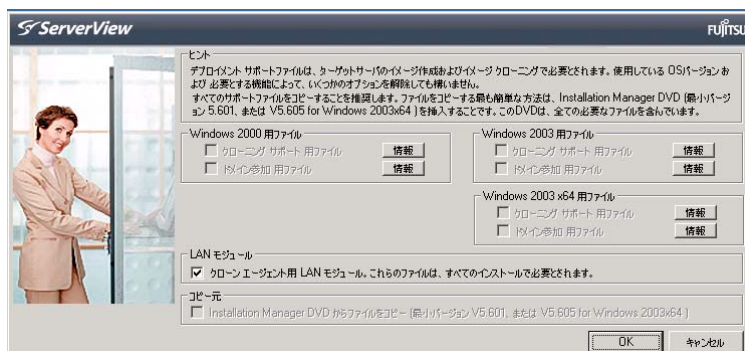 ServerView
FUJITSU
ヒント
デプロイメント サポートファイルは、ターゲットサーバのイメージ作成およびイメージ クローニングで必要とされます。使用している OSバージョンお
よび 必要とする機能によって、いくつかのオプションを解除しても構いません。
すべてのサポートファイルをコピーすることを推奨します。ファイルをコピーする最も簡単な方法は、Installation Manager DVD (最小バージ
ョン 5.601、または V5.605 for Windows 2003x64 )を挿入することです。このDVDは、全ての必要なファイルを含んでいます。
Windows 2000 用ファイル
クローニング サポート 用ファイル 情報
ドメイン参加 用ファイル 情報
Windows 2003 用ファイル
クローニング サポート 用ファイル 情報
ドメイン参加 用ファイル 情報
Windows 2003 x64 用ファイル
クローニング サポート 用ファイル 情報
ドメイン参加 用ファイル 情報
LAN モジュール
クローン エージェント用 LAN モジュール。これらのファイルは、すべてのインストールで必要とされます。
コピー元
Installation Manager DVD からファイルをコピー (最小バージョン V5.601, または V5.605 for Windows 2003x64 )
OK
キャンセル